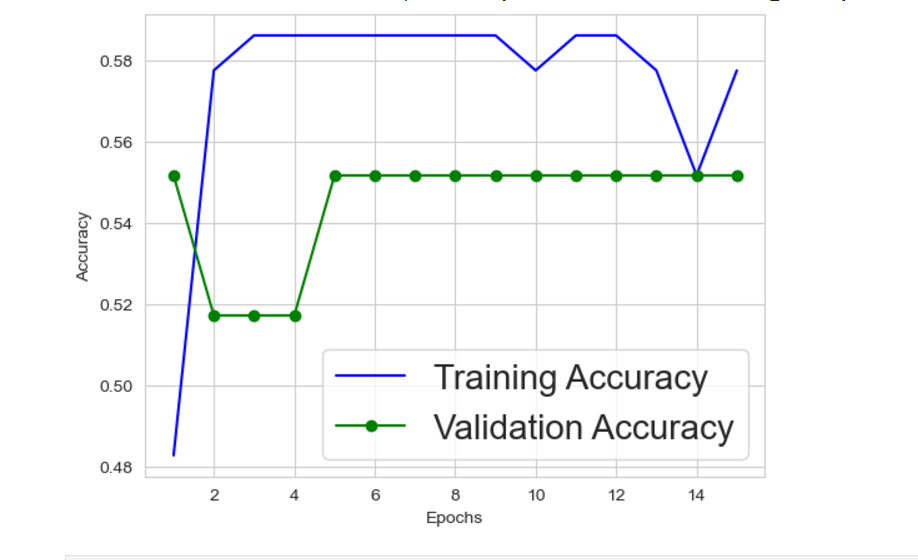 0.58
0.56
0.54
0.52
0.50
0.48
Accuracy
Training Accuracy
Validation Accuracy
2 4 6 8 10 12 14
Epochs